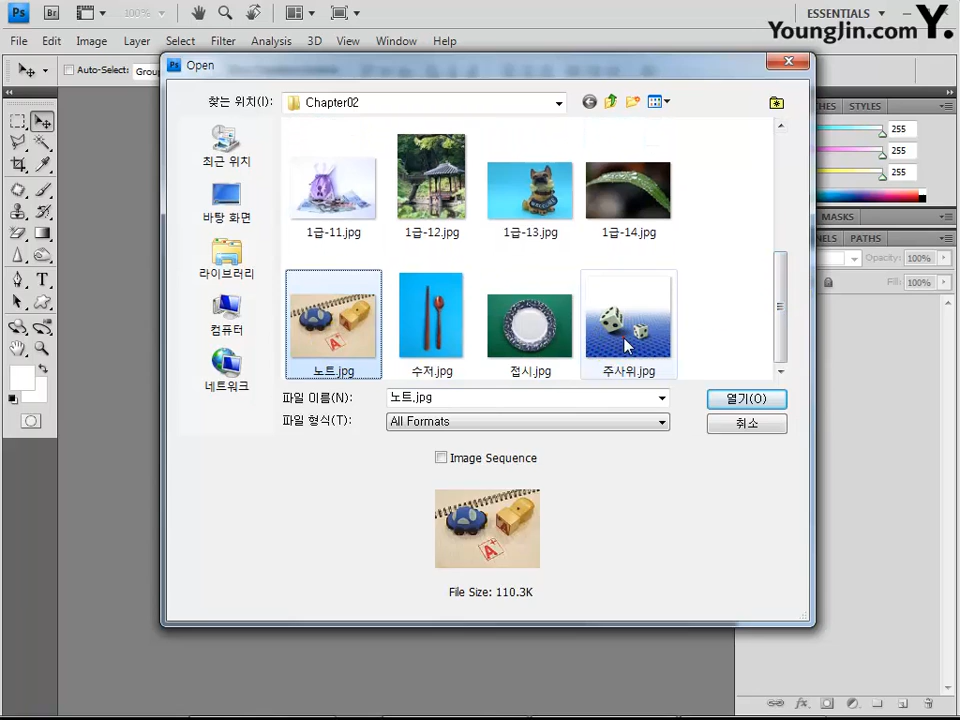 Ps
Br
100%
ESSENTIALS
YoungJin.com Y.
File Edit Image Layer Select Filter Analysis 3D View Window Help
Auto-Select: Group
Ps Open
찾는 위치(I): Chapter02
STYLES
255
255
255
MASKS
PATHS
Opacity: 100%
100%
최근 위치
바탕 화면
라이브러리
컴퓨터
네트워크
1급-11.jpg 1급-12.jpg 1급-13.jpg 1급-14.jpg
노트.jpg 수저.jpg 접시.jpg 주사위.jpg
파일 이름(N): 노트.jpg 열기(O)
파일 형식(T): All Formats 취소
Image Sequence
A+
File Size: 110.3K